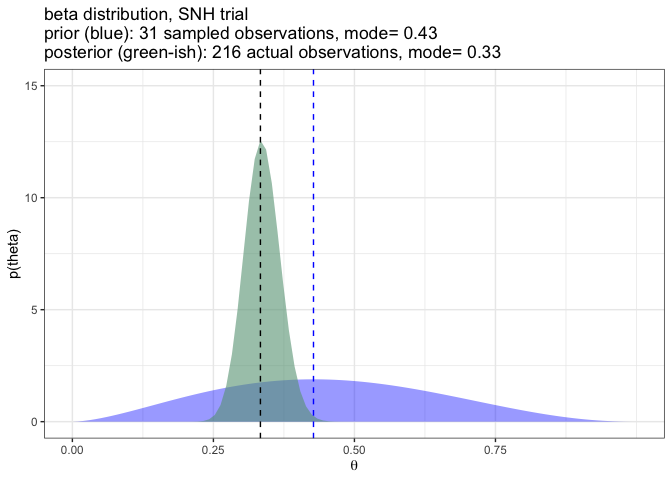 beta distribution, SNH trial
prior (blue): 31 sampled observations, mode= 0.43
posterior (green-ish): 216 actual observations, mode= 0.33
15
10
5
0
p(theta)
0.00 0.25 0.50 0.75
θ